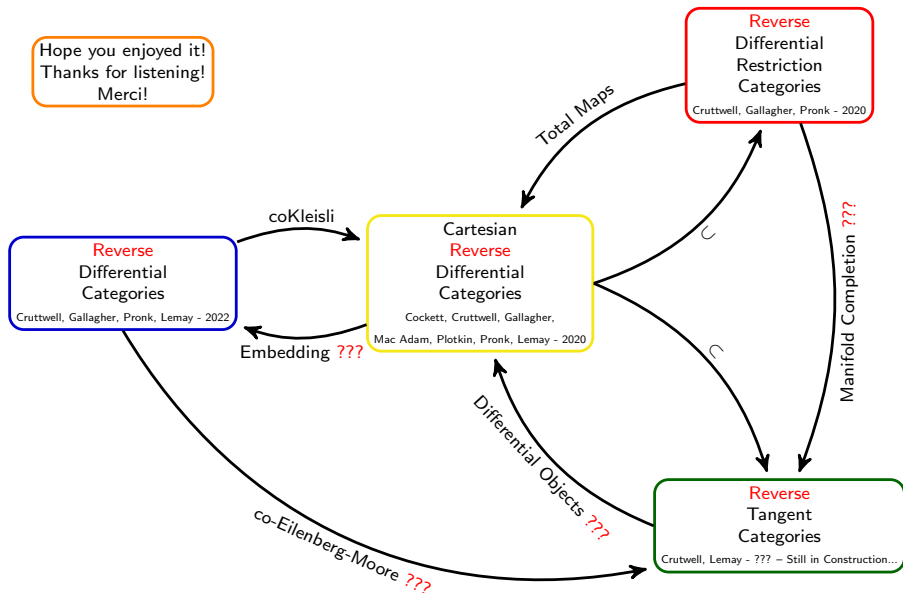 Hope you enjoyed it!
Thanks for listening!
Merci!
Reverse
Differential
Restriction
Categories
Cruttwell, Gallagher, Pronk - 2020
Total Maps
coKleisli
Reverse
Differential
Categories
Cruttwell, Gallagher, Pronk, Lemay - 2022
Cartesian
Reverse
Differential
Categories
Cockett, Cruttwell, Gallagher,
Mac Adam, Plotkin, Pronk, Lemay - 2020
⊂
Manifold Completion ???
Embedding ???
⊂
Differential Objects ???
co-Eilenberg-Moore ???
Reverse
Tangent
Categories
Crutwell, Lemay - ??? – Still in Construction...